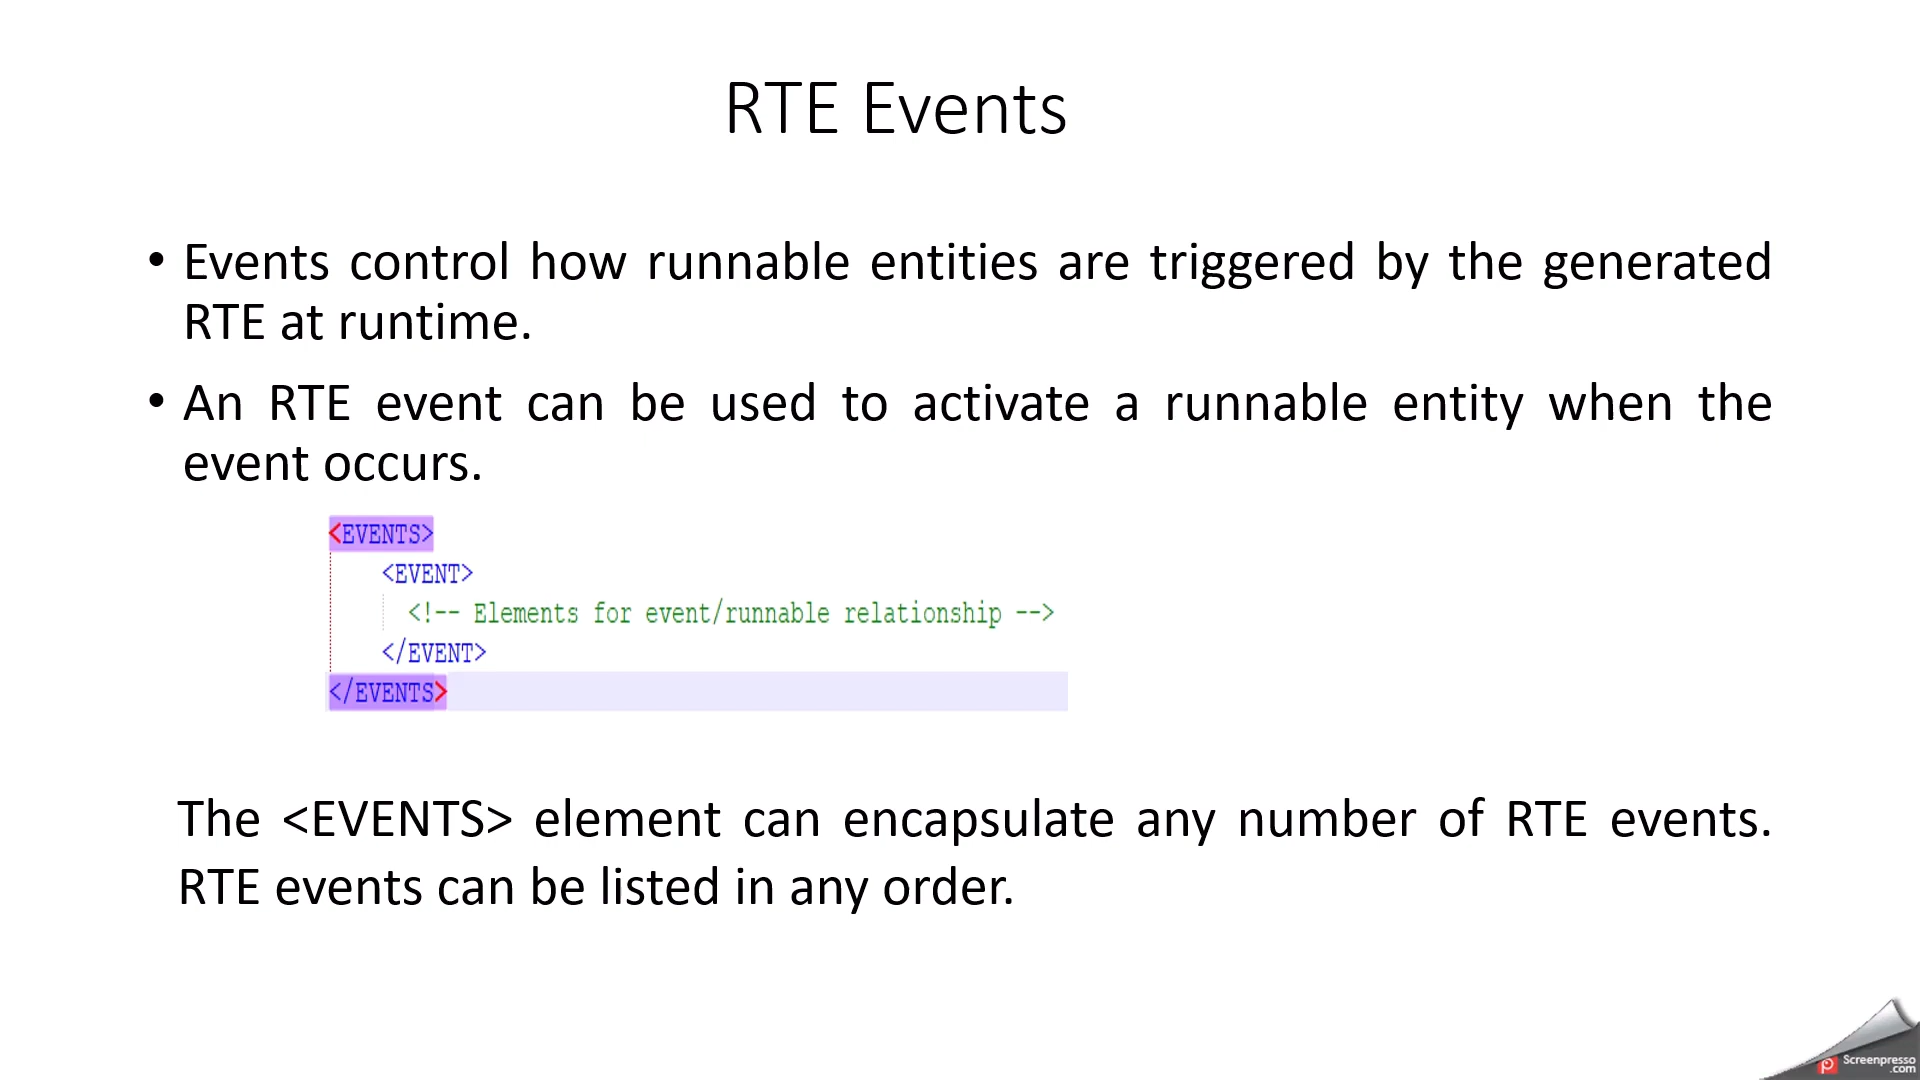 RTE Events
• Events control how runnable entities are triggered by the generated
RTE at runtime.
• An RTE event can be used to activate a runnable entity when the
event occurs.
<EVENTS>
<EVENT>
<!-- Elements for event/runnable relationship -->
</EVENT>
</EVENTS>
The <EVENTS> element can encapsulate any number of RTE events.
RTE events can be listed in any order.
Screenpresso
.com